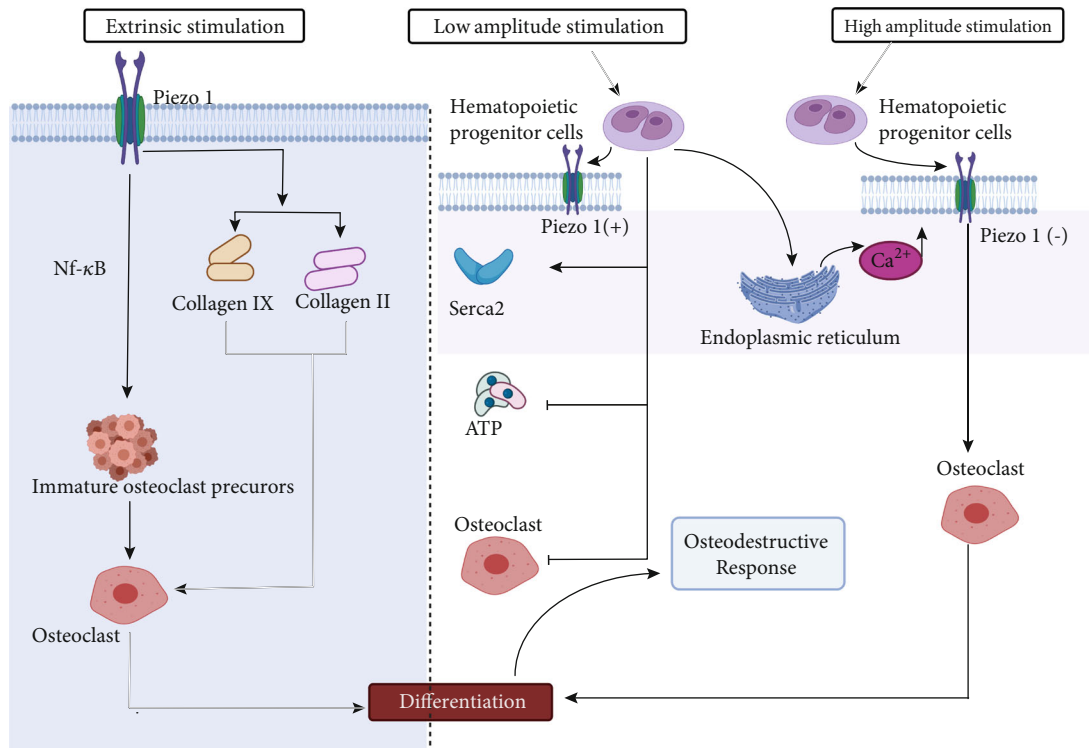 Extrinsic stimulation
Low amplitude stimulation
High amplitude stimulation
Piezo 1
Hematopoietic
progenitor cells
Hematopoietic
progenitor cells
Piezo 1(+)
Piezo 1 (-)
Nf-κB
Collagen IX
Collagen II
Serca2
Ca²⁺
Endoplasmic reticulum
ATP
Immature osteoclast precurors
Osteoclast
Osteoclast
Osteodestructive
Response
Osteoclast
Differentiation